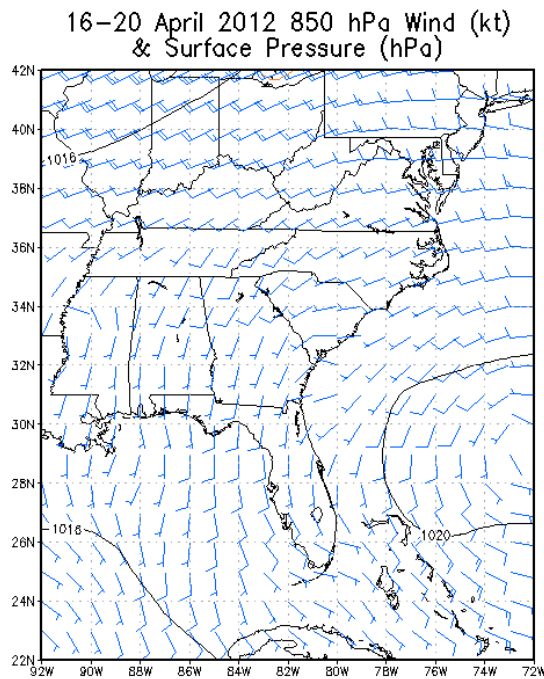 16-20 April 2012 850 hPa Wind (kt)
& Surface Pressure (hPa)
42N
40N
1016
38N
36N
34N
32N
30N
28N
1016
1020
26N
24N
22N
92W 90W 88W 86W 84W 82W 80W 78W 76W 74W 72W